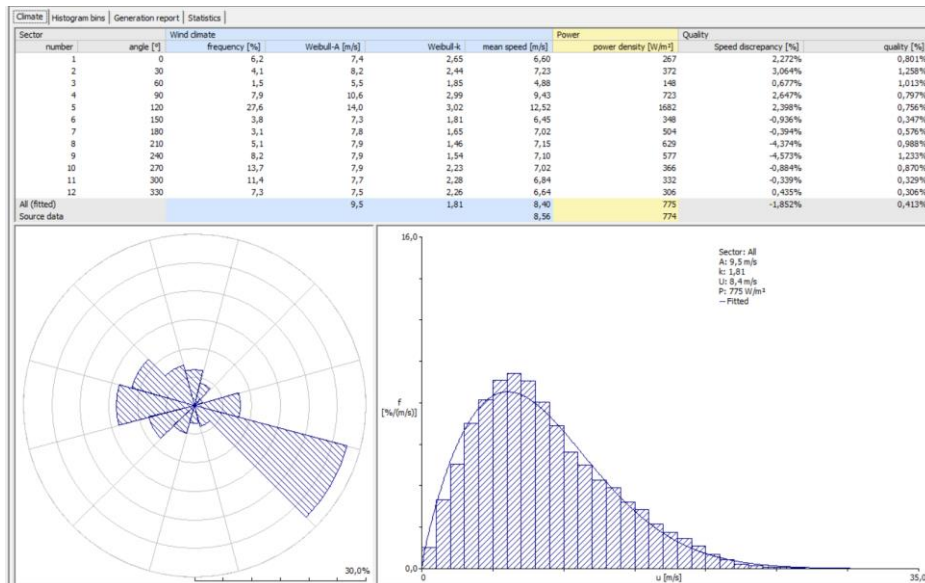 Climate Histogram bins Generation report Statistics
Sector Wind climate Power Quality
number angle [°] frequency [%] Weibull-A [m/s] Weibull-k mean speed [m/s] power density [W/m²] Speed discrepancy [%] quality [%]
1 0 6,2 7,4 2,65 6,60 267 2,272% 0,801%
2 30 4,1 8,2 2,44 7,23 372 3,064% 1,258%
3 60 1,5 5,5 1,85 4,88 148 0,677% 1,013%
4 90 7,9 10,6 2,99 9,43 723 2,647% 0,797%
5 120 27,6 14,0 3,02 12,52 1682 2,398% 0,756%
6 150 3,8 7,3 1,81 6,45 348 -0,936% 0,347%
7 180 3,1 7,8 1,65 7,02 504 -0,394% 0,576%
8 210 5,1 7,9 1,46 7,15 629 -4,374% 0,988%
9 240 8,2 7,9 1,54 7,10 577 -4,573% 1,233%
10 270 13,7 7,9 2,23 7,02 366 -0,884% 0,870%
11 300 11,4 7,7 2,28 6,84 332 -0,339% 0,329%
12 330 7,3 7,5 2,26 6,64 306 0,435% 0,306%
All (fitted) 9,5 1,81 8,40 775 -1,852% 0,413%
Source data 8,56 774
30,0%
16,0
Sector: All
A: 9,5 m/s
k: 1,81
U: 8,4 m/s
P: 775 W/m²
— Fitted
f
[%/(m/s)]
0,0
0 u [m/s] 35,0